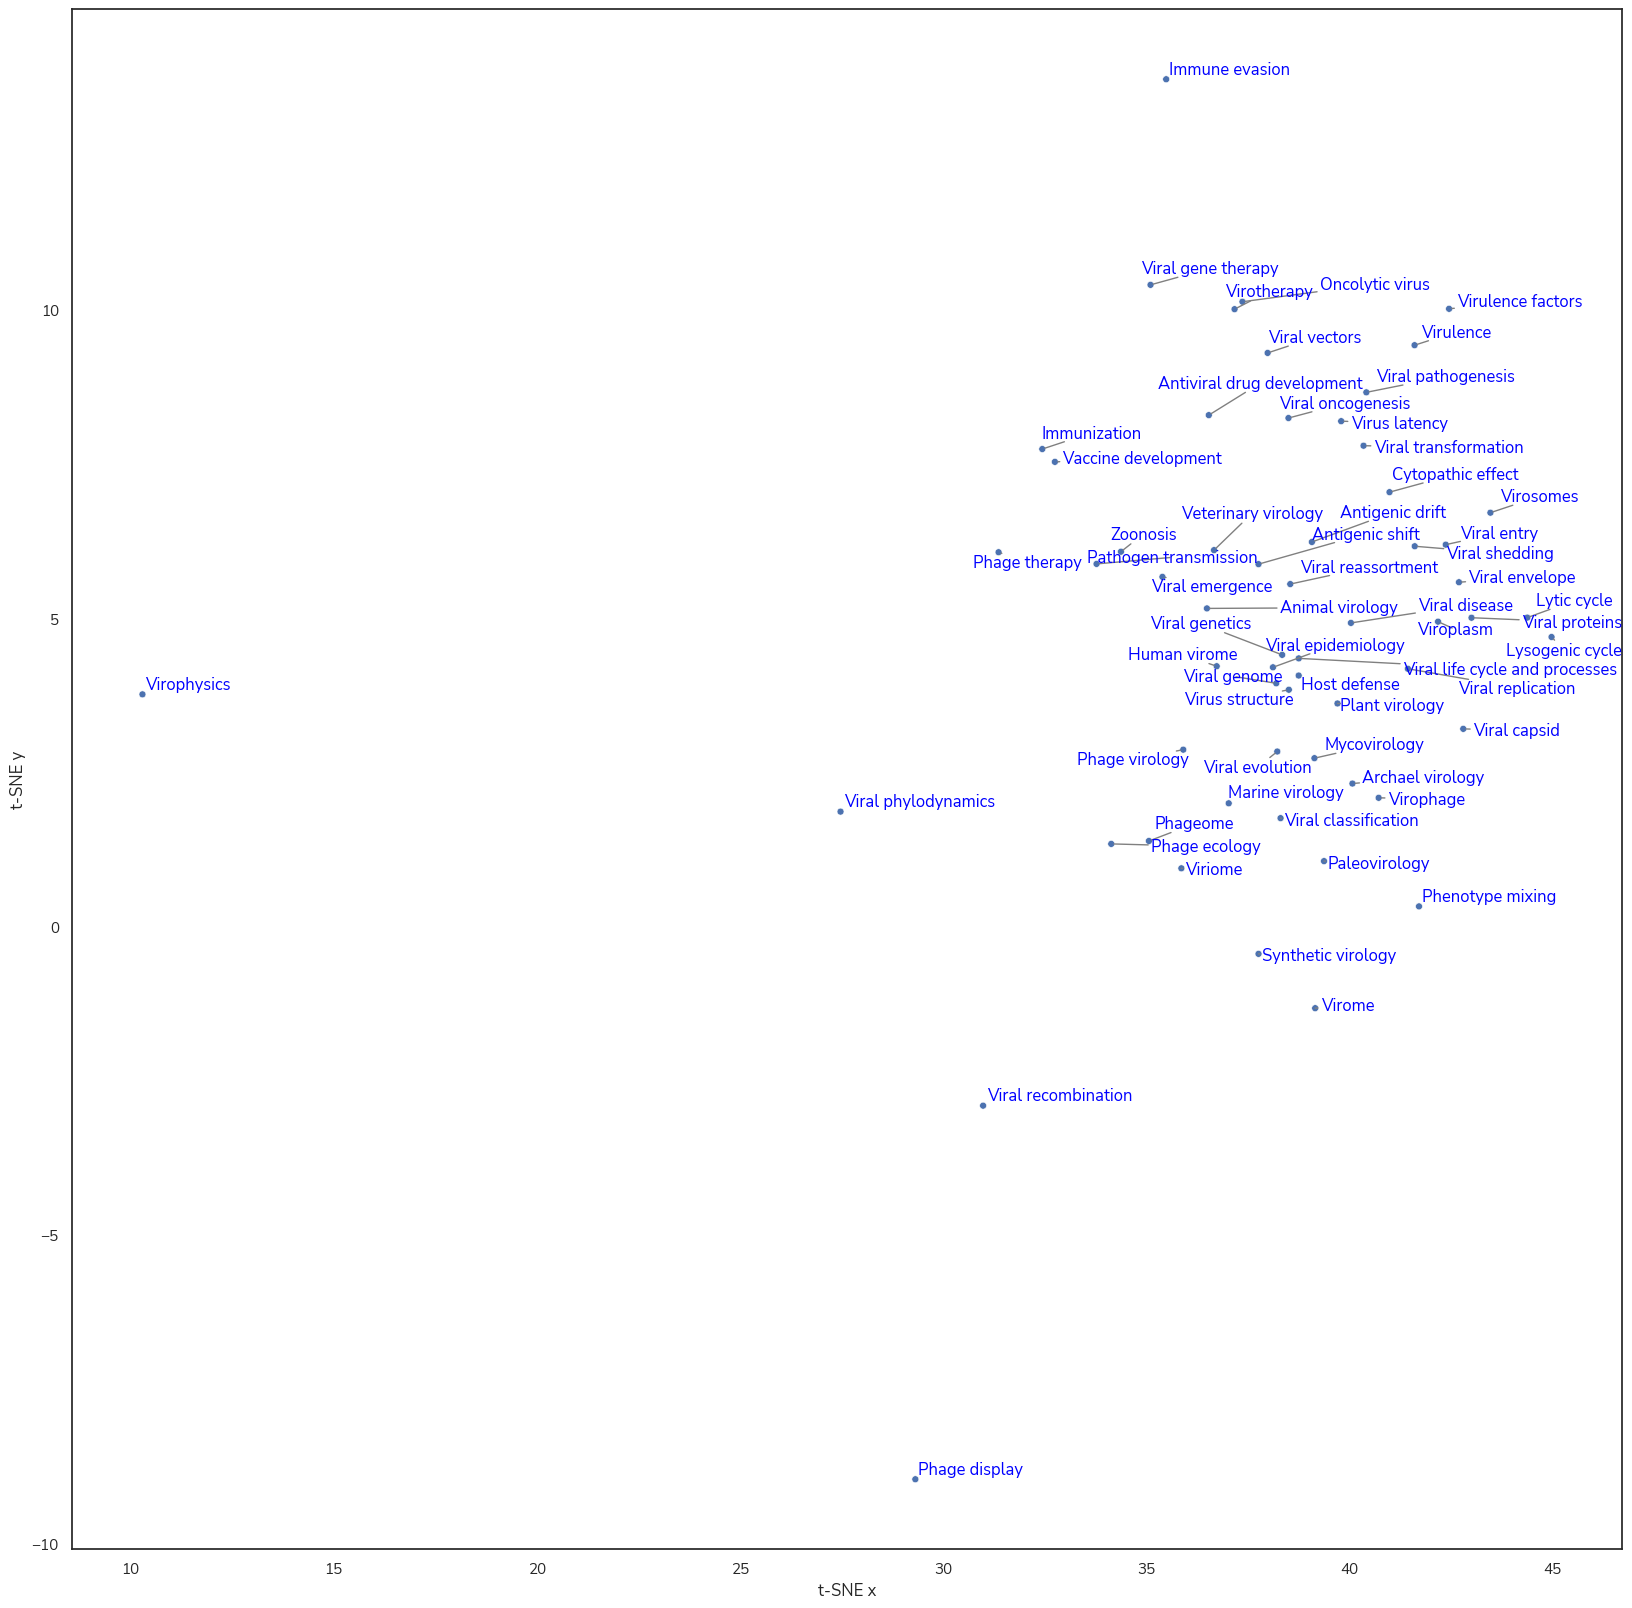 Immune evasion
Viral gene therapy
Oncolytic virus
Virotherapy
Virulence factors
10
Virulence
Viral vectors
Viral pathogenesis
Antiviral drug development
Viral oncogenesis
Virus latency
Immunization
Viral transformation
Vaccine development
Cytopathic effect
Virosomes
Veterinary virology
Antigenic drift
Zoonosis
Antigenic shift
Viral entry
Viral shedding
Pathogen transmission
Phage therapy
Viral reassortment
Viral envelope
Viral emergence
Lytic cycle
Animal virology
Viral disease
5
Viral genetics
Viral proteins
Viroplasm
Viral epidemiology
Lysogenic cycle
Human virome
Viral life cycle and processes
Viral genome
Virophysics
Host defense
Viral replication
Virus structure
Plant virology
Viral capsid
Mycovirology
Phage virology
Viral evolution
Archael virology
Marine virology
Viral phylodynamics
Virophage
Viral classification
Phageome
Phage ecology
Paleovirology
Viriome
Phenotype mixing
0
Synthetic virology
Virome
Viral recombination
−5
Phage display
−10
10
15
20
25
30
35
40
45
t-SNE x
t-SNE y